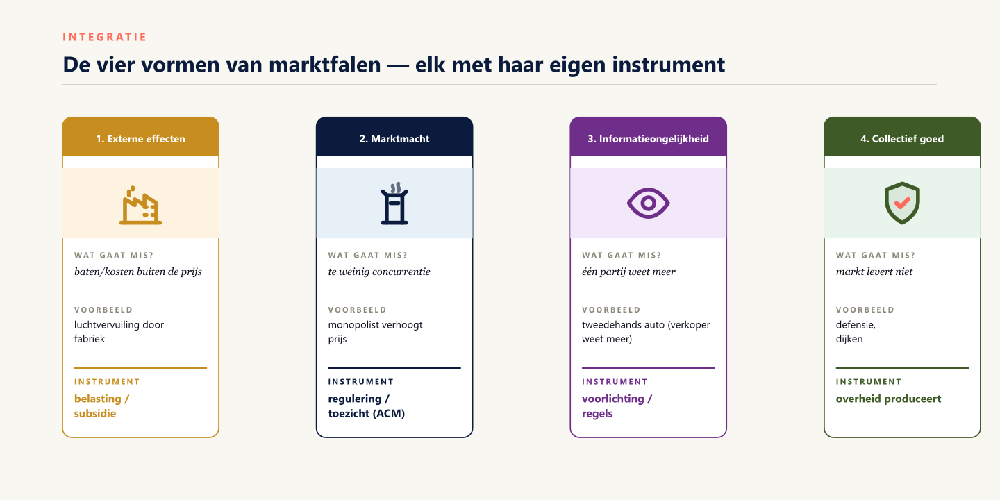 INTEGRATIE
De vier vormen van marktfalen — elk met haar eigen instrument
1. Externe effecten
WAT GAAT MIS?
baten/kosten buiten de prijs
VOORBEELD
luchtvervuiling door
fabriek
INSTRUMENT
belasting /
subsidie
2. Marktmacht
WAT GAAT MIS?
te weinig concurrentie
VOORBEELD
monopolist verhoogt
prijs
INSTRUMENT
regulering /
toezicht (ACM)
3. Informatieongelijkheid
WAT GAAT MIS?
één partij weet meer
VOORBEELD
tweedehands auto (verkoper
weet meer)
INSTRUMENT
voorlichting /
regels
4. Collectief goed
WAT GAAT MIS?
markt levert niet
VOORBEELD
defensie,
dijken
INSTRUMENT
overheid produceert